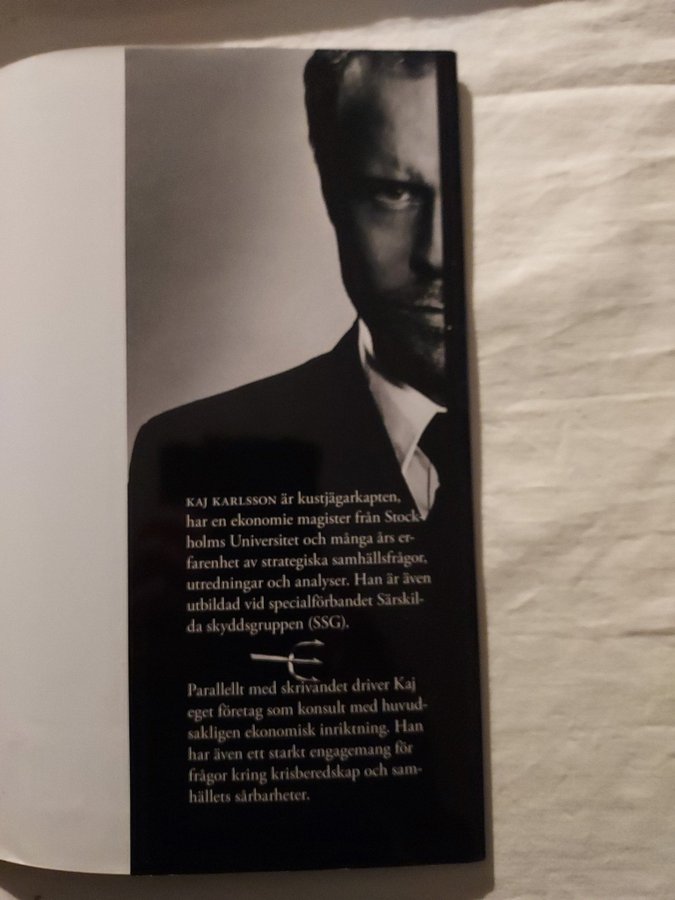 KAJ KARLSSON är kustjägarkapten,
har en ekonomie magister från Stock-
holms Universitet och många års er-
farenhet av strategiska samhällsfrågor,
utredningar och analyser. Han är även
utbildad vid specialförbandet Särskil-
da skyddsgruppen (SSG).
Parallellt med skrivandet driver Kaj
eget företag som konsult med huvud-
sakligen ekonomisk inriktning. Han
har även ett starkt engagemang för
frågor kring krisberedskap och sam-
hällets sårbarheter.